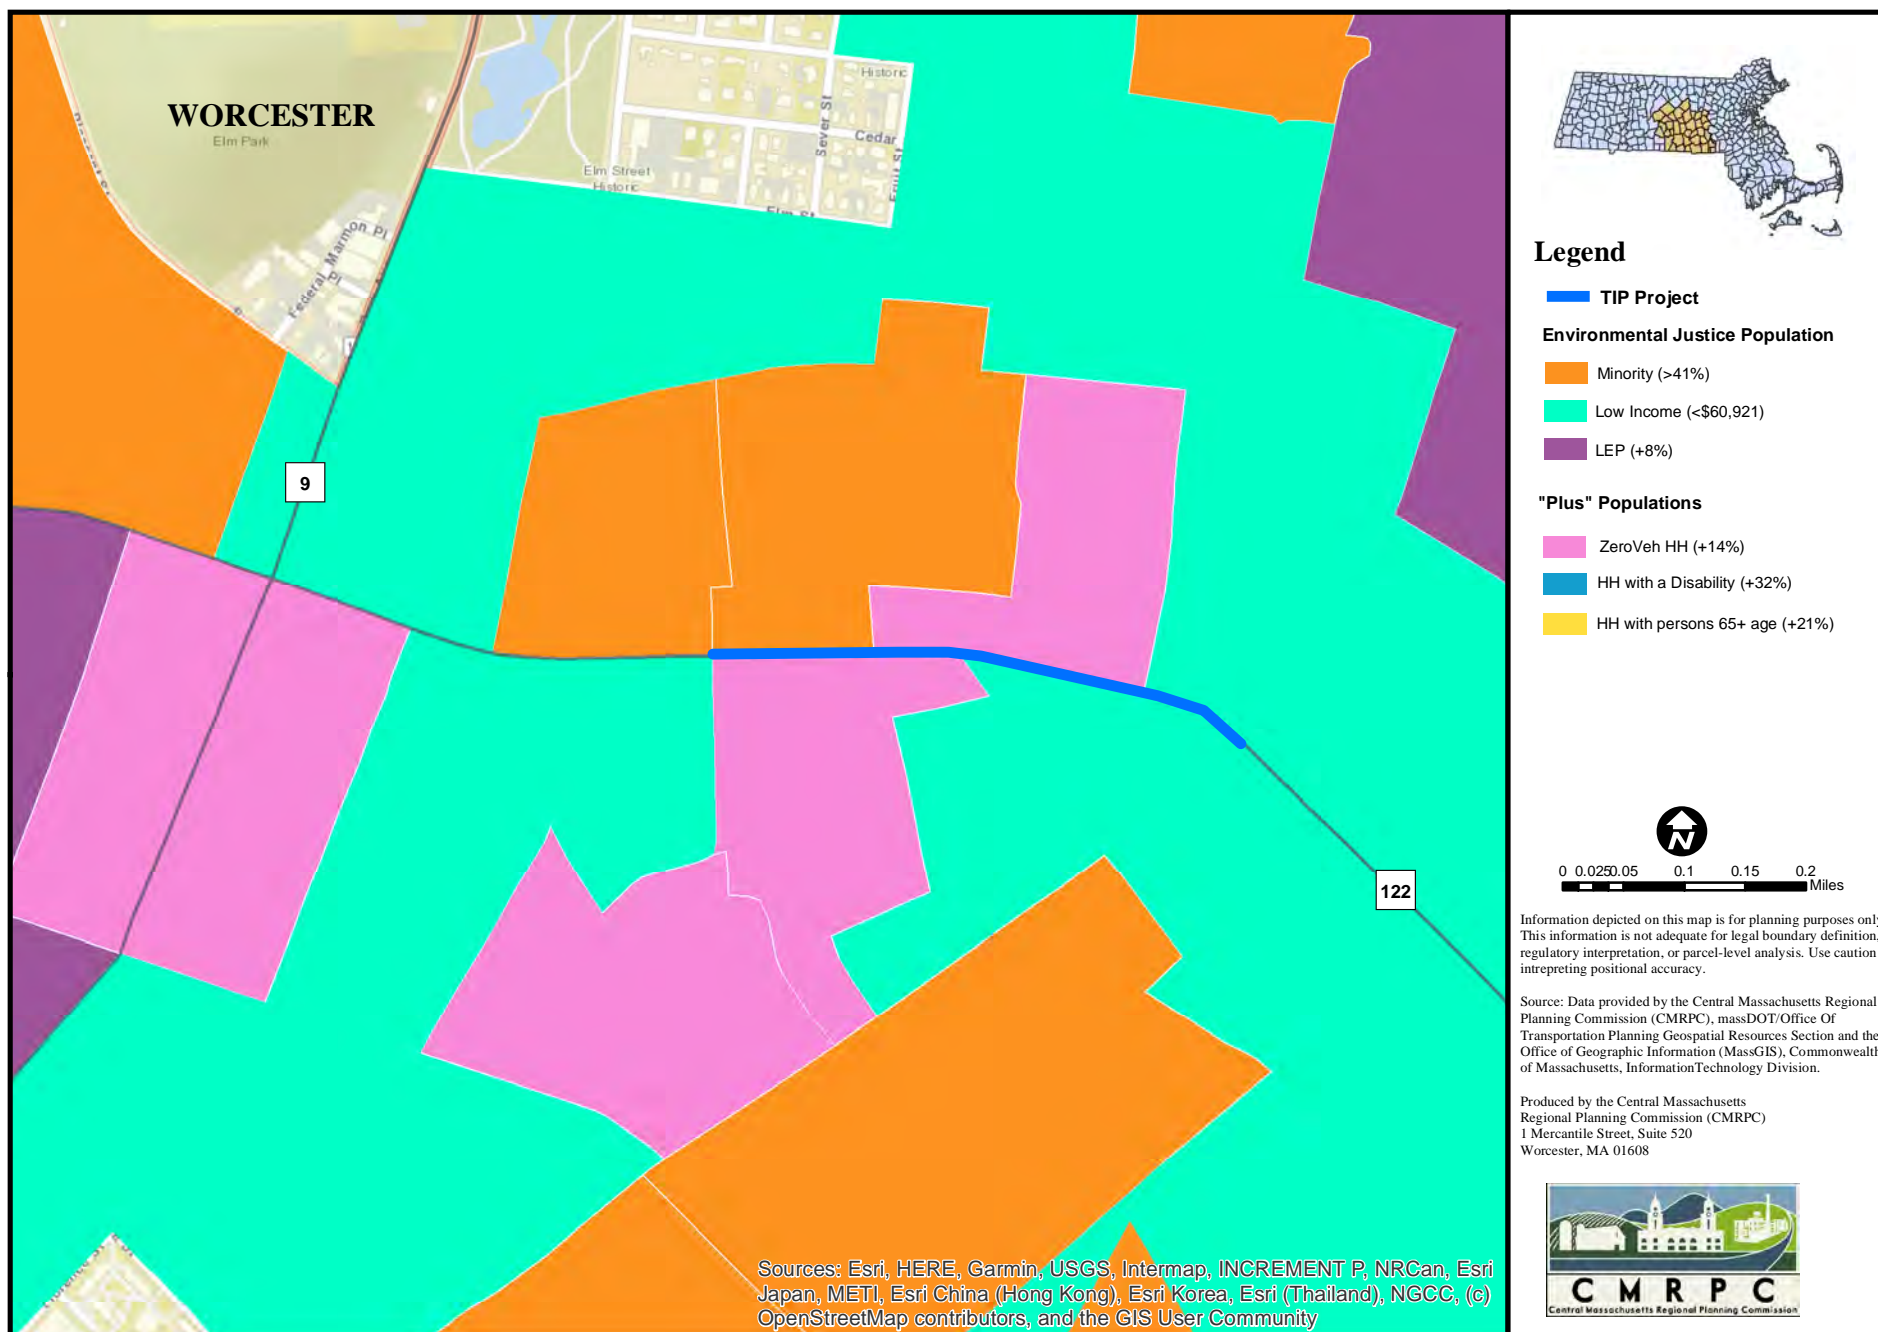 WORCESTER
Elm Park
Historic
Sever St
Cedar
Fruit St
Elm Street
Historic
Elm St
Federal
Marmon Pl
Pl
9
122
Sources: Esri, HERE, Garmin, USGS, Intermap, INCREMENT P, NRCan, Esri
Japan, METI, Esri China (Hong Kong), Esri Korea, Esri (Thailand), NGCC, (c)
OpenStreetMap contributors, and the GIS User Community
Legend
TIP Project
Environmental Justice Population
Minority (>41%)
Low Income (<$60,921)
LEP (+8%)
"Plus" Populations
ZeroVeh HH (+14%)
HH with a Disability (+32%)
HH with persons 65+ age (+21%)
N
0 0.025 0.05 0.1 0.15 0.2
Miles
Information depicted on this map is for planning purposes only
This information is not adequate for legal boundary definition,
regulatory interpretation, or parcel-level analysis. Use caution
intrepreting positional accuracy.
Source: Data provided by the Central Massachusetts Regional
Planning Commission (CMRPC), massDOT/Office Of
Transportation Planning Geospatial Resources Section and the
Office of Geographic Information (MassGIS), Commonwealth
of Massachusetts, InformationTechnology Division.
Produced by the Central Massachusetts
Regional Planning Commission (CMRPC)
1 Mercantile Street, Suite 520
Worcester, MA 01608
CMRPC
Central Massachusetts Regional Planning Commission